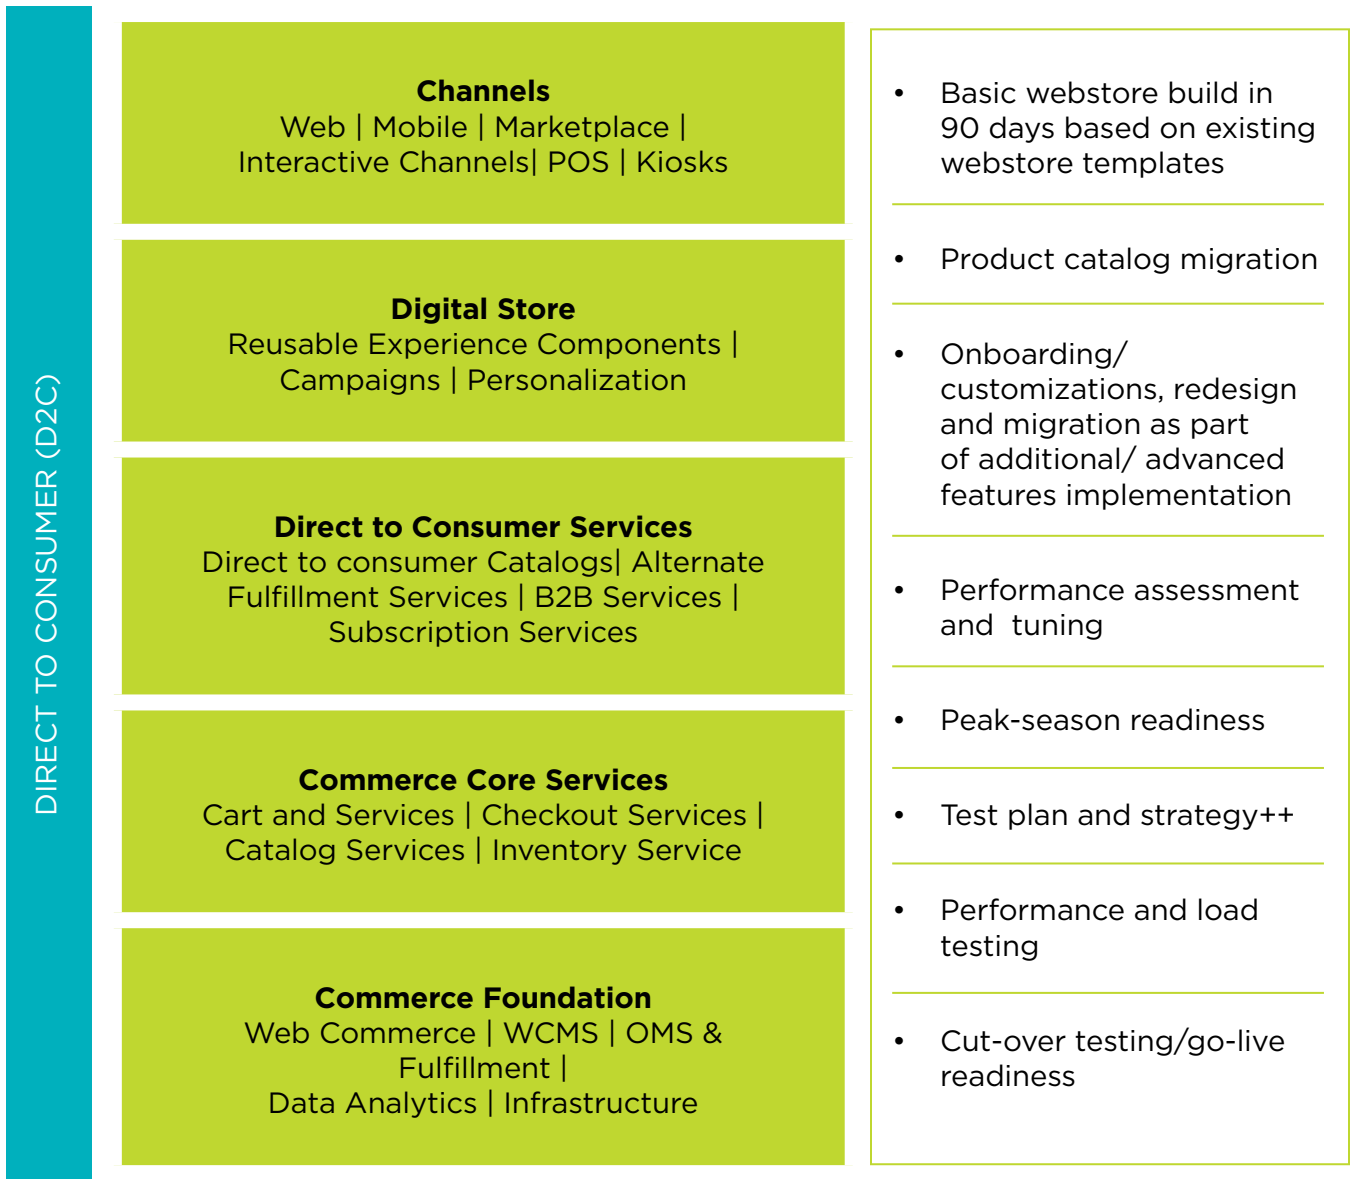 DIRECT TO CONSUMER (D2C)
Channels
Web | Mobile | Marketplace |
Interactive Channels| POS | Kiosks
Digital Store
Reusable Experience Components |
Campaigns | Personalization
Direct to Consumer Services
Direct to consumer Catalogs| Alternate
Fulfillment Services | B2B Services |
Subscription Services
Commerce Core Services
Cart and Services | Checkout Services |
Catalog Services | Inventory Service
Commerce Foundation
Web Commerce | WCMS | OMS &
Fulfillment |
Data Analytics | Infrastructure
• Basic webstore build in
90 days based on existing
webstore templates
• Product catalog migration
• Onboarding/
customizations, redesign
and migration as part
of additional/ advanced
features implementation
• Performance assessment
and  tuning
• Peak-season readiness
• Test plan and strategy++
• Performance and load
testing
• Cut-over testing/go-live
readiness